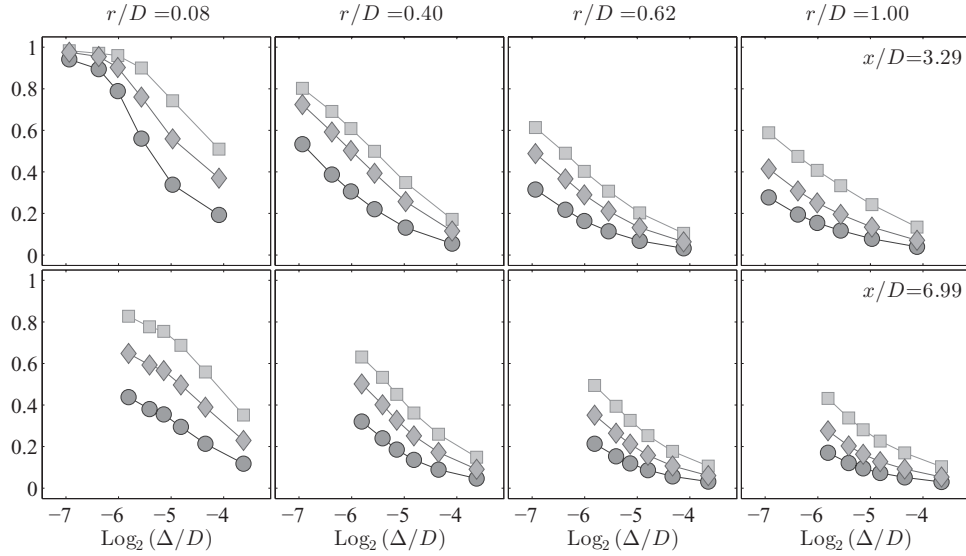 r/D =0.08 r/D =0.40 r/D =0.62 r/D =1.00
1
0.8
0.6
0.4
0.2
0
x/D=3.29
1
0.8
0.6
0.4
0.2
0
x/D=6.99
−7 −6 −5 −4 −7 −6 −5 −4 −7 −6 −5 −4 −7 −6 −5 −4
Log₂ (Δ/D) Log₂ (Δ/D) Log₂ (Δ/D) Log₂ (Δ/D)